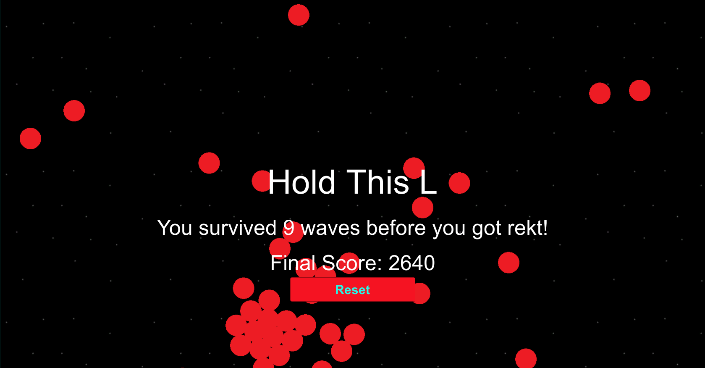 Hold This L
You survived 9 waves before you got rekt!
Final Score: 2640
Reset